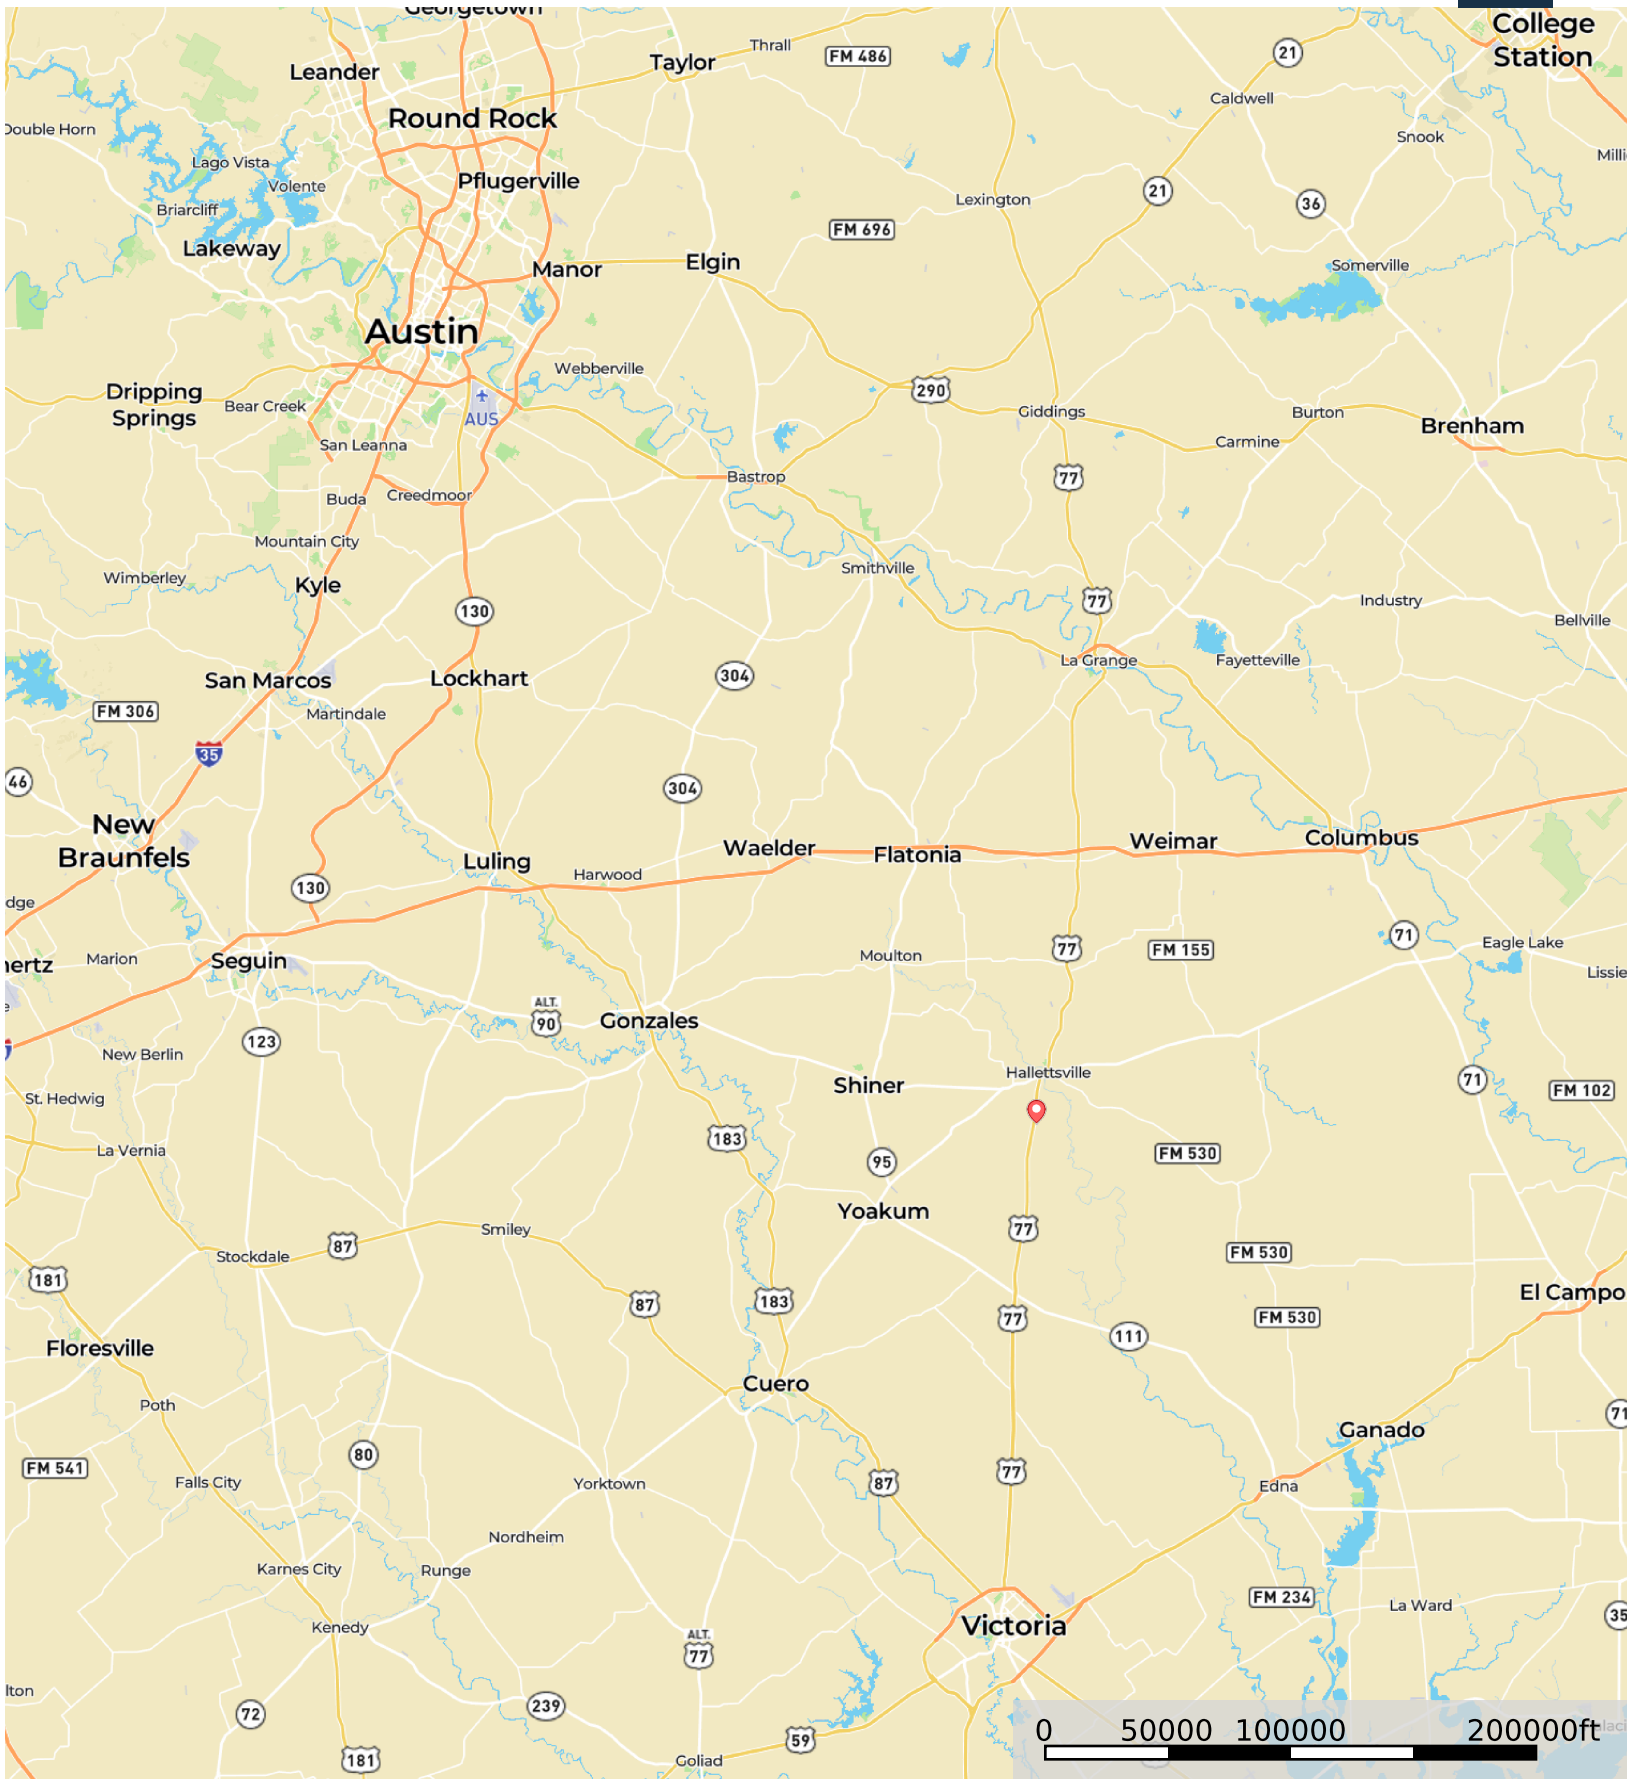 Georgetown
College
Station
Leander
Taylor
Thrall
FM 486
21
Round Rock
Caldwell
Double Horn
Snook
Lago Vista
Volente
Pflugerville
21
36
Briarcliff
Lexington
Lakeway
FM 696
Manor
Elgin
Somerville
Austin
Webberville
290
Dripping
Springs
Bear Creek
AUS
Giddings
Burton
Brenham
San Leanna
Carmine
Bastrop
77
Buda
Creedmoor
Mountain City
Smithville
Wimberley
Kyle
130
77
Industry
Bellville
La Grange
Fayetteville
San Marcos
Lockhart
304
FM 306
Martindale
35
46
304
New
Braunfels
Luling
Waelder
Flatonia
Weimar
Columbus
Harwood
130
dge
71
Eagle Lake
Marion
Seguin
Moulton
77
FM 155
hertz
Lissie
ALT.
90
Gonzales
123
New Berlin
Hallettsville
Shiner
71
FM 102
St. Hedwig
La Vernia
183
95
FM 530
Yoakum
Smiley
77
Stockdale
87
FM 530
181
87
183
77
FM 530
El Campo
Floresville
111
Cuero
Poth
71
Ganado
80
FM 541
Falls City
Yorktown
87
77
Edna
Nordheim
Karnes City
Runge
FM 234
La Ward
35
Kenedy
Victoria
ALT.
77
lton
72
239
59
181
Goliad
0 50000 100000 200000ft